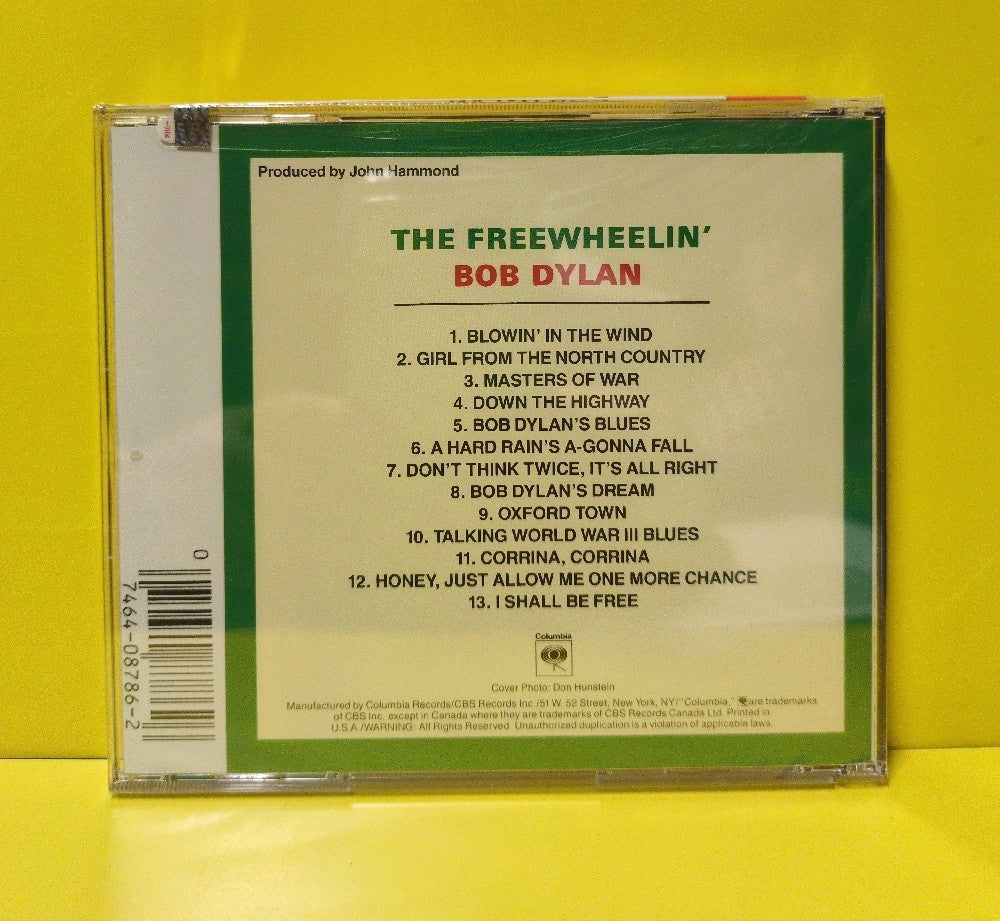 Produced by John Hammond
THE FREEWHEELIN'
BOB DYLAN
1. BLOWIN' IN THE WIND
2. GIRL FROM THE NORTH COUNTRY
3. MASTERS OF WAR
4. DOWN THE HIGHWAY
5. BOB DYLAN'S BLUES
6. A HARD RAIN'S A-GONNA FALL
7. DON'T THINK TWICE, IT'S ALL RIGHT
8. BOB DYLAN'S DREAM
9. OXFORD TOWN
10. TALKING WORLD WAR III BLUES
11. CORRINA, CORRINA
12. HONEY, JUST ALLOW ME ONE MORE CHANCE
13. I SHALL BE FREE
Columbia
Cover Photo: Don Hunstein
Manufactured by Columbia Records/CBS Records Inc./51 W. 52 Street, New York, NY/"Columbia," are trademarks
of CBS Inc. except in Canada where they are trademarks of CBS Records Canada Ltd. Printed in
U.S.A./WARNING: All Rights Reserved. Unauthorized duplication is a violation of applicable laws.
0
7464-08786-2